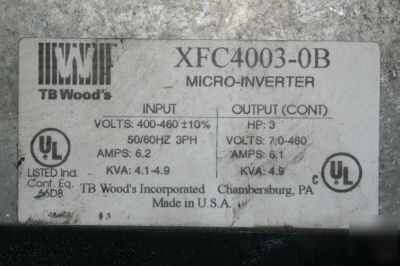 XFC4003-0B
MICRO-INVERTER
TB Wood's
INPUT
VOLTS: 400-460 ±10%
50/60HZ 3PH
AMPS: 6.2
KVA: 4.1-4.9
OUTPUT (CONT)
HP: 3
VOLTS: 7.0-460
AMPS: 6.1
KVA: 4.9
UL
LISTED Ind.
Cont. Eq.
66D8
UL
C
TB Wood's Incorporated Chambersburg, PA
Made in U.S.A.